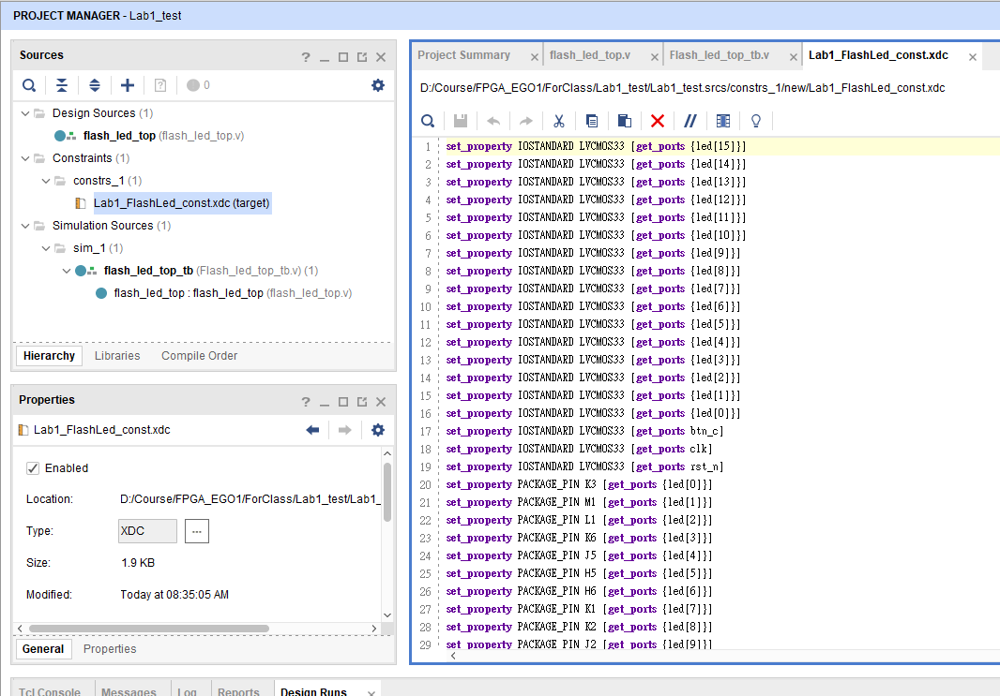 PROJECT MANAGER - Lab1_test
Sources
? _
0
Design Sources (1)
flash_led_top (flash_led_top.v)
Constraints (1)
constrs_1 (1)
Lab1_FlashLed_const.xdc (target)
Simulation Sources (1)
sim_1 (1)
flash_led_top_tb (Flash_led_top_tb.v) (1)
flash_led_top : flash_led_top (flash_led_top.v)
Hierarchy Libraries Compile Order
Properties
? _
Lab1_FlashLed_const.xdc
Enabled
Location: D:/Course/FPGA_EGO1/ForClass/Lab1_test/Lab1_
Type: XDC ...
Size: 1.9 KB
Modified: Today at 08:35:05 AM
General Properties
Project Summary × flash_led_top.v × Flash_led_top_tb.v × Lab1_FlashLed_const.xdc ×
D:/Course/FPGA_EGO1/ForClass/Lab1_test/Lab1_test.srcs/constrs_1/new/Lab1_FlashLed_const.xdc
1 set_property IOSTANDARD LVCMOS33 [get_ports {led[15]}]
2 set_property IOSTANDARD LVCMOS33 [get_ports {led[14]}]
3 set_property IOSTANDARD LVCMOS33 [get_ports {led[13]}]
4 set_property IOSTANDARD LVCMOS33 [get_ports {led[12]}]
5 set_property IOSTANDARD LVCMOS33 [get_ports {led[11]}]
6 set_property IOSTANDARD LVCMOS33 [get_ports {led[10]}]
7 set_property IOSTANDARD LVCMOS33 [get_ports {led[9]}]
8 set_property IOSTANDARD LVCMOS33 [get_ports {led[8]}]
9 set_property IOSTANDARD LVCMOS33 [get_ports {led[7]}]
10 set_property IOSTANDARD LVCMOS33 [get_ports {led[6]}]
11 set_property IOSTANDARD LVCMOS33 [get_ports {led[5]}]
12 set_property IOSTANDARD LVCMOS33 [get_ports {led[4]}]
13 set_property IOSTANDARD LVCMOS33 [get_ports {led[3]}]
14 set_property IOSTANDARD LVCMOS33 [get_ports {led[2]}]
15 set_property IOSTANDARD LVCMOS33 [get_ports {led[1]}]
16 set_property IOSTANDARD LVCMOS33 [get_ports {led[0]}]
17 set_property IOSTANDARD LVCMOS33 [get_ports btn_c]
18 set_property IOSTANDARD LVCMOS33 [get_ports clk]
19 set_property IOSTANDARD LVCMOS33 [get_ports rst_n]
20 set_property PACKAGE_PIN K3 [get_ports {led[0]}]
21 set_property PACKAGE_PIN M1 [get_ports {led[1]}]
22 set_property PACKAGE_PIN L1 [get_ports {led[2]}]
23 set_property PACKAGE_PIN K6 [get_ports {led[3]}]
24 set_property PACKAGE_PIN J5 [get_ports {led[4]}]
25 set_property PACKAGE_PIN H5 [get_ports {led[5]}]
26 set_property PACKAGE_PIN H6 [get_ports {led[6]}]
27 set_property PACKAGE_PIN K1 [get_ports {led[7]}]
28 set_property PACKAGE_PIN K2 [get_ports {led[8]}]
29 set_property PACKAGE_PIN J2 [get_ports {led[9]}]
Tcl Console Messages Log Reports Design Runs